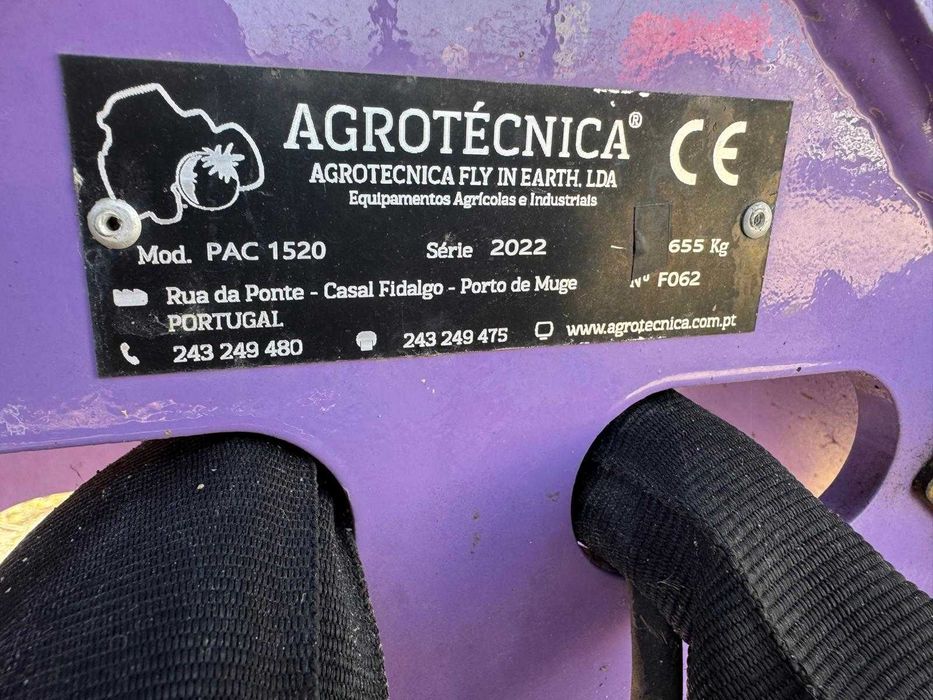 AGROTÉCNICA®
AGROTECNICA FLY IN EARTH, LDA
Equipamentos Agrícolas e Industriais
CE
Mod. PAC 1520 Série 2022 655 Kg
Nº F062
Rua da Ponte - Casal Fidalgo - Porto de Muge
PORTUGAL
243 249 480 243 249 475 www.agrotecnica.com.pt